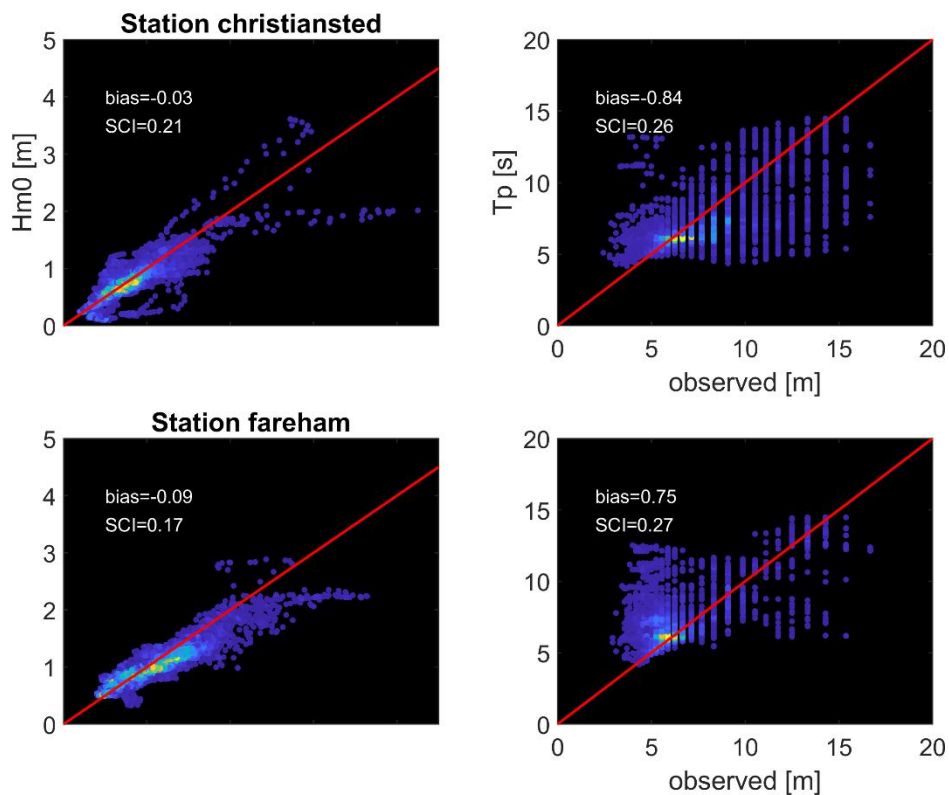 Station christiansted
5
4
3
2
1
0
Hm0 [m]
bias=-0.03
SCI=0.21
20
15
10
5
0
Tp [s]
bias=-0.84
SCI=0.26
0 5 10 15 20
observed [m]
Station fareham
5
4
3
2
1
0
bias=-0.09
SCI=0.17
20
15
10
5
0
bias=0.75
SCI=0.27
0 5 10 15 20
observed [m]